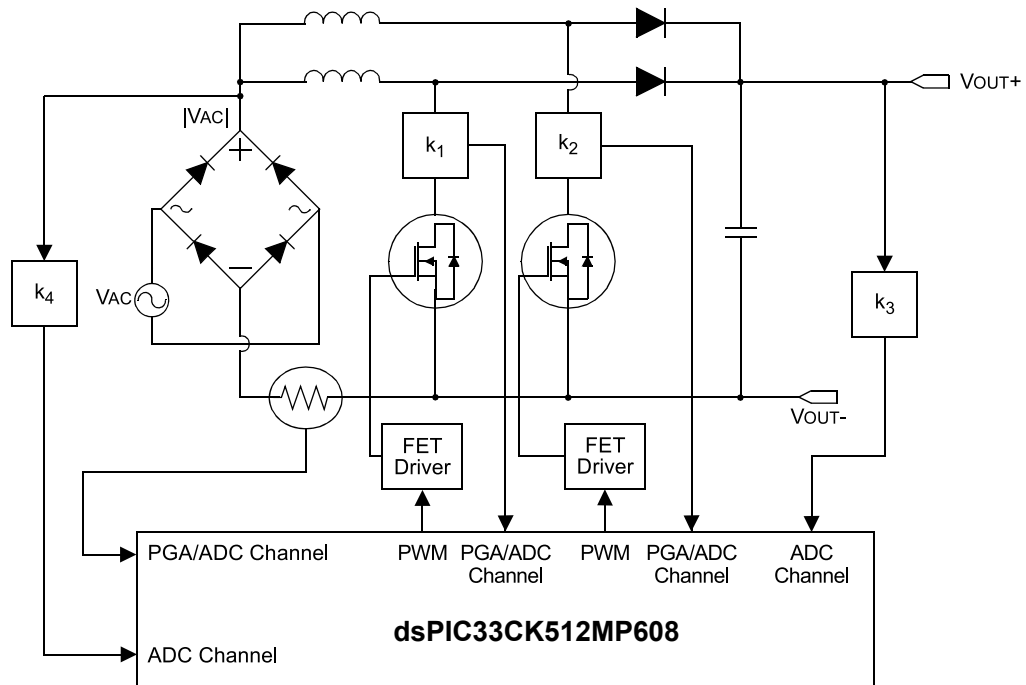 VOUT+
|VAC|
k1
k2
+
k4
VAC
k3
VOUT-
FET
Driver
FET
Driver
PGA/ADC Channel
PWM
PGA/ADC
Channel
PWM
PGA/ADC
Channel
ADC
Channel
dsPIC33CK512MP608
ADC Channel